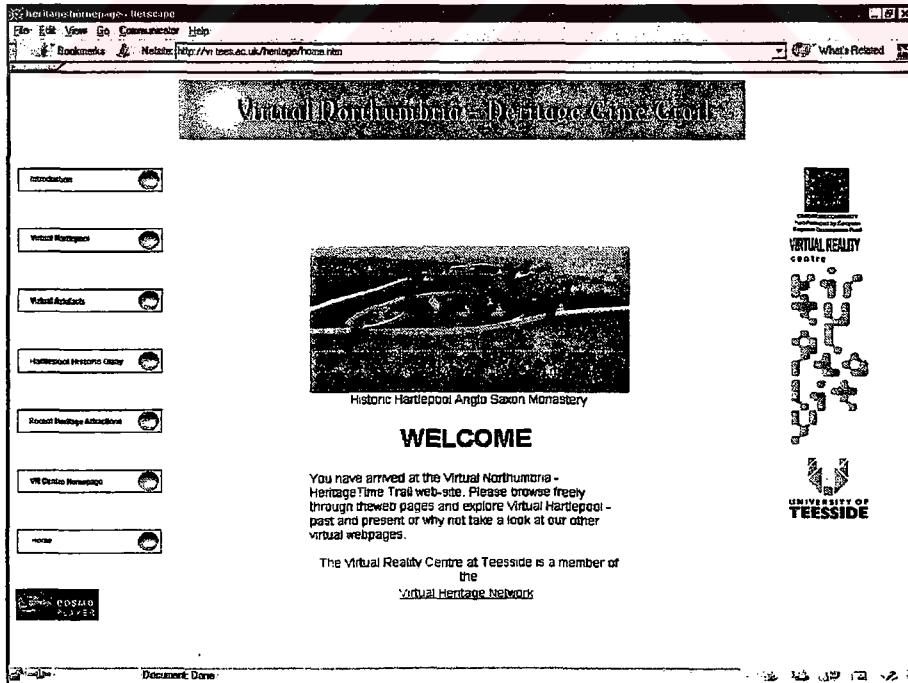 heritage homepage - Netscape
File Edit View Go Communicator Help
Bookmarks Netsite: http://vr.tees.ac.uk/heritage/home.htm What's Related
Virtual Northumbria - Heritage Time Trail
Introduction
Virtual Hartlepool
Virtual Artefacts
Hartlepool Historic Quay
Recent Heritage Attractions
VR Centre Homepage
Home
COSMO
PLAYER
Historic Hartlepool Anglo Saxon Monastery
WELCOME
You have arrived at the Virtual Northumbria -
HeritageTime Trail web-site. Please browse freely
through theweb pages and explore Virtual Hartlepool -
past and present or why not take a look at our other
virtual webpages.
The Virtual Reality Centre at Teesside is a member of
the
Virtual Heritage Network
VIRTUAL REALITY
centre
UNIVERSITY OF
TEESSIDE
Document: Done